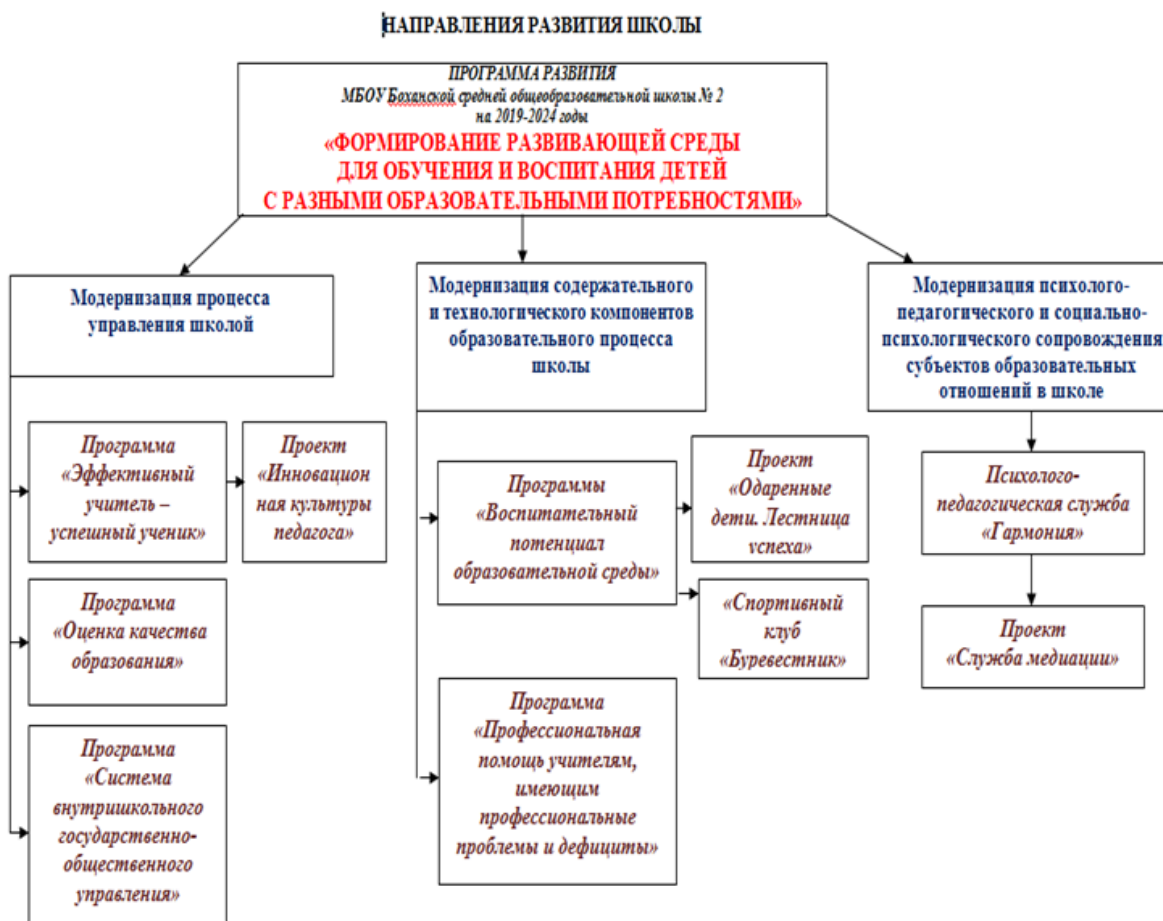 НАПРАВЛЕНИЯ РАЗВИТИЯ ШКОЛЫ
ПРОГРАММА РАЗВИТИЯ
МБОУ Боханской средней общеобразовательной школы № 2
на 2019-2024 годы
«ФОРМИРОВАНИЕ РАЗВИВАЮЩЕЙ СРЕДЫ
ДЛЯ ОБУЧЕНИЯ И ВОСПИТАНИЯ ДЕТЕЙ
С РАЗНЫМИ ОБРАЗОВАТЕЛЬНЫМИ ПОТРЕБНОСТЯМИ»
Модернизация процесса
управления школой
Модернизация содержательного
и технологического компонентов
образовательного процесса
школы
Модернизация психолого-
педагогического и социально-
психологического сопровождения
субъектов образовательных
отношений в школе
Программа
«Эффективный
учитель –
успешный ученик»
Проект
«Инновацион
ная культуры
педагога»
Программа
«Оценка качества
образования»
Программа
«Система
внутришкольного
государственно-
общественного
управления»
Программы
«Воспитательный
потенциал
образовательной среды»
Проект
«Одаренные
дети. Лестница
успеха»
«Спортивный
клуб
«Буревестник»
Программа
«Профессиональная
помощь учителям,
имеющим
профессиональные
проблемы и дефициты»
Психолого-
педагогическая служба
«Гармония»
Проект
«Служба медиации»